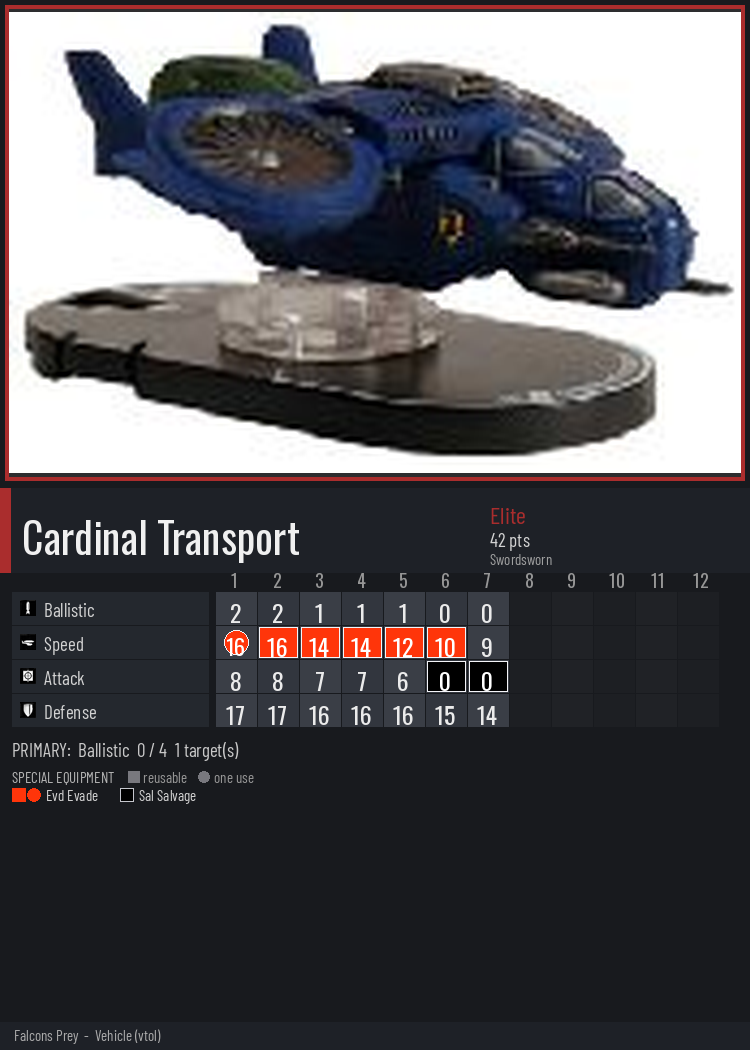 Cardinal Transport
Elite
42 pts
Swordsworn
1 2 3 4 5 6 7 8 9 10 11 12
Ballistic 2 2 1 1 1 0 0
Speed 16 16 14 14 12 10 9
Attack 8 8 7 7 6 0 0
Defense 17 17 16 16 16 15 14
PRIMARY: Ballistic 0 / 4 1 target(s)
SPECIAL EQUIPMENT reusable one use
Evd Evade Sal Salvage
Falcons Prey - Vehicle (vtol)